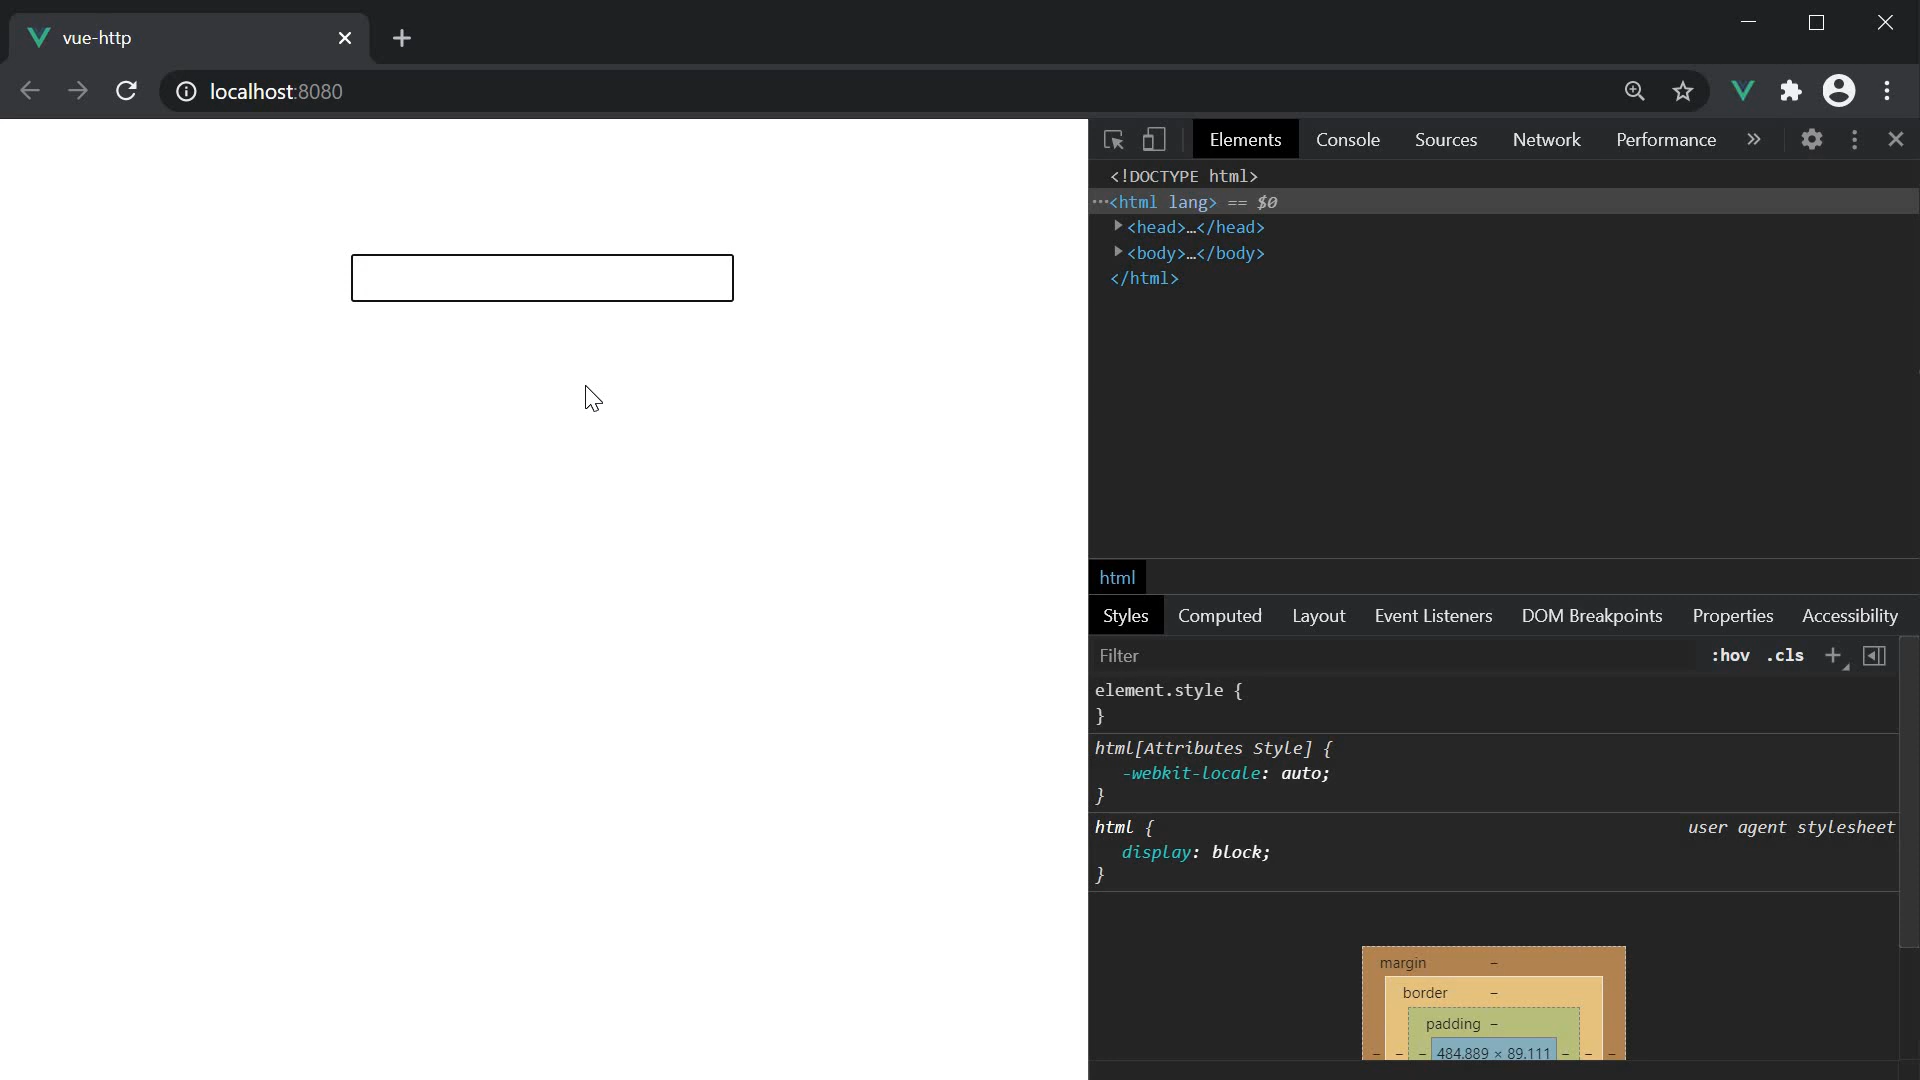 vue-http
localhost:8080
Elements Console Sources Network Performance »
<!DOCTYPE html>
…<html lang> == $0
<head>…</head>
<body>…</body>
</html>
html
Styles Computed Layout Event Listeners DOM Breakpoints Properties Accessibility
Filter :hov .cls +
element.style {
}
html[Attributes Style] {
-webkit-locale: auto;
}
html { user agent stylesheet
display: block;
}
margin –
border –
padding –
– – – 484.889 × 89.111 – – –